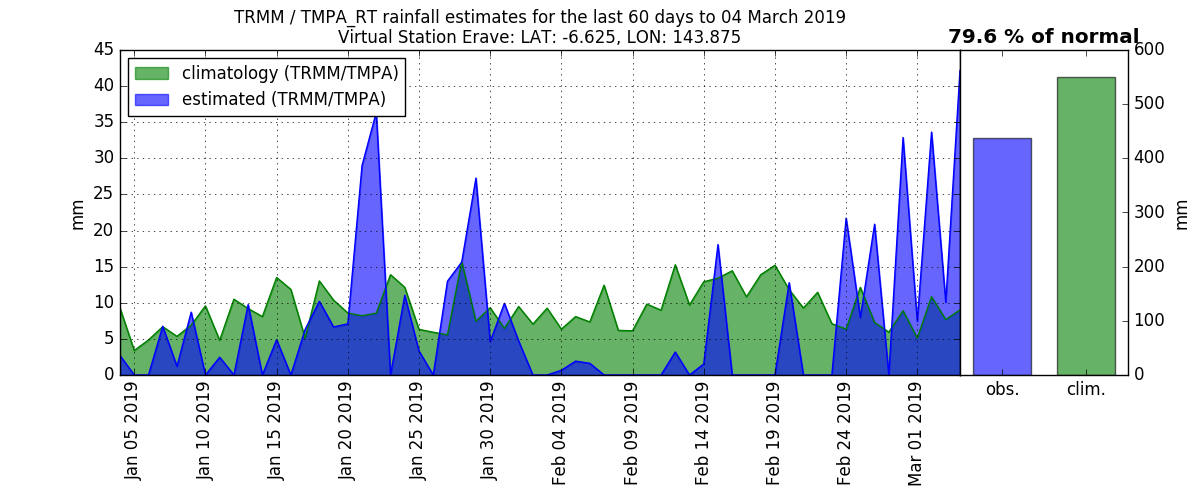 TRMM / TMPA_RT rainfall estimates for the last 60 days to 04 March 2019
Virtual Station Erave: LAT: -6.625, LON: 143.875
79.6 % of normal
climatology (TRMM/TMPA)
estimated (TRMM/TMPA)
45
40
35
30
25
20
15
10
5
0
mm
Jan 05 2019
Jan 10 2019
Jan 15 2019
Jan 20 2019
Jan 25 2019
Jan 30 2019
Feb 04 2019
Feb 09 2019
Feb 14 2019
Feb 19 2019
Feb 24 2019
Mar 01 2019
obs.
clim.
600
500
400
300
200
100
0
mm